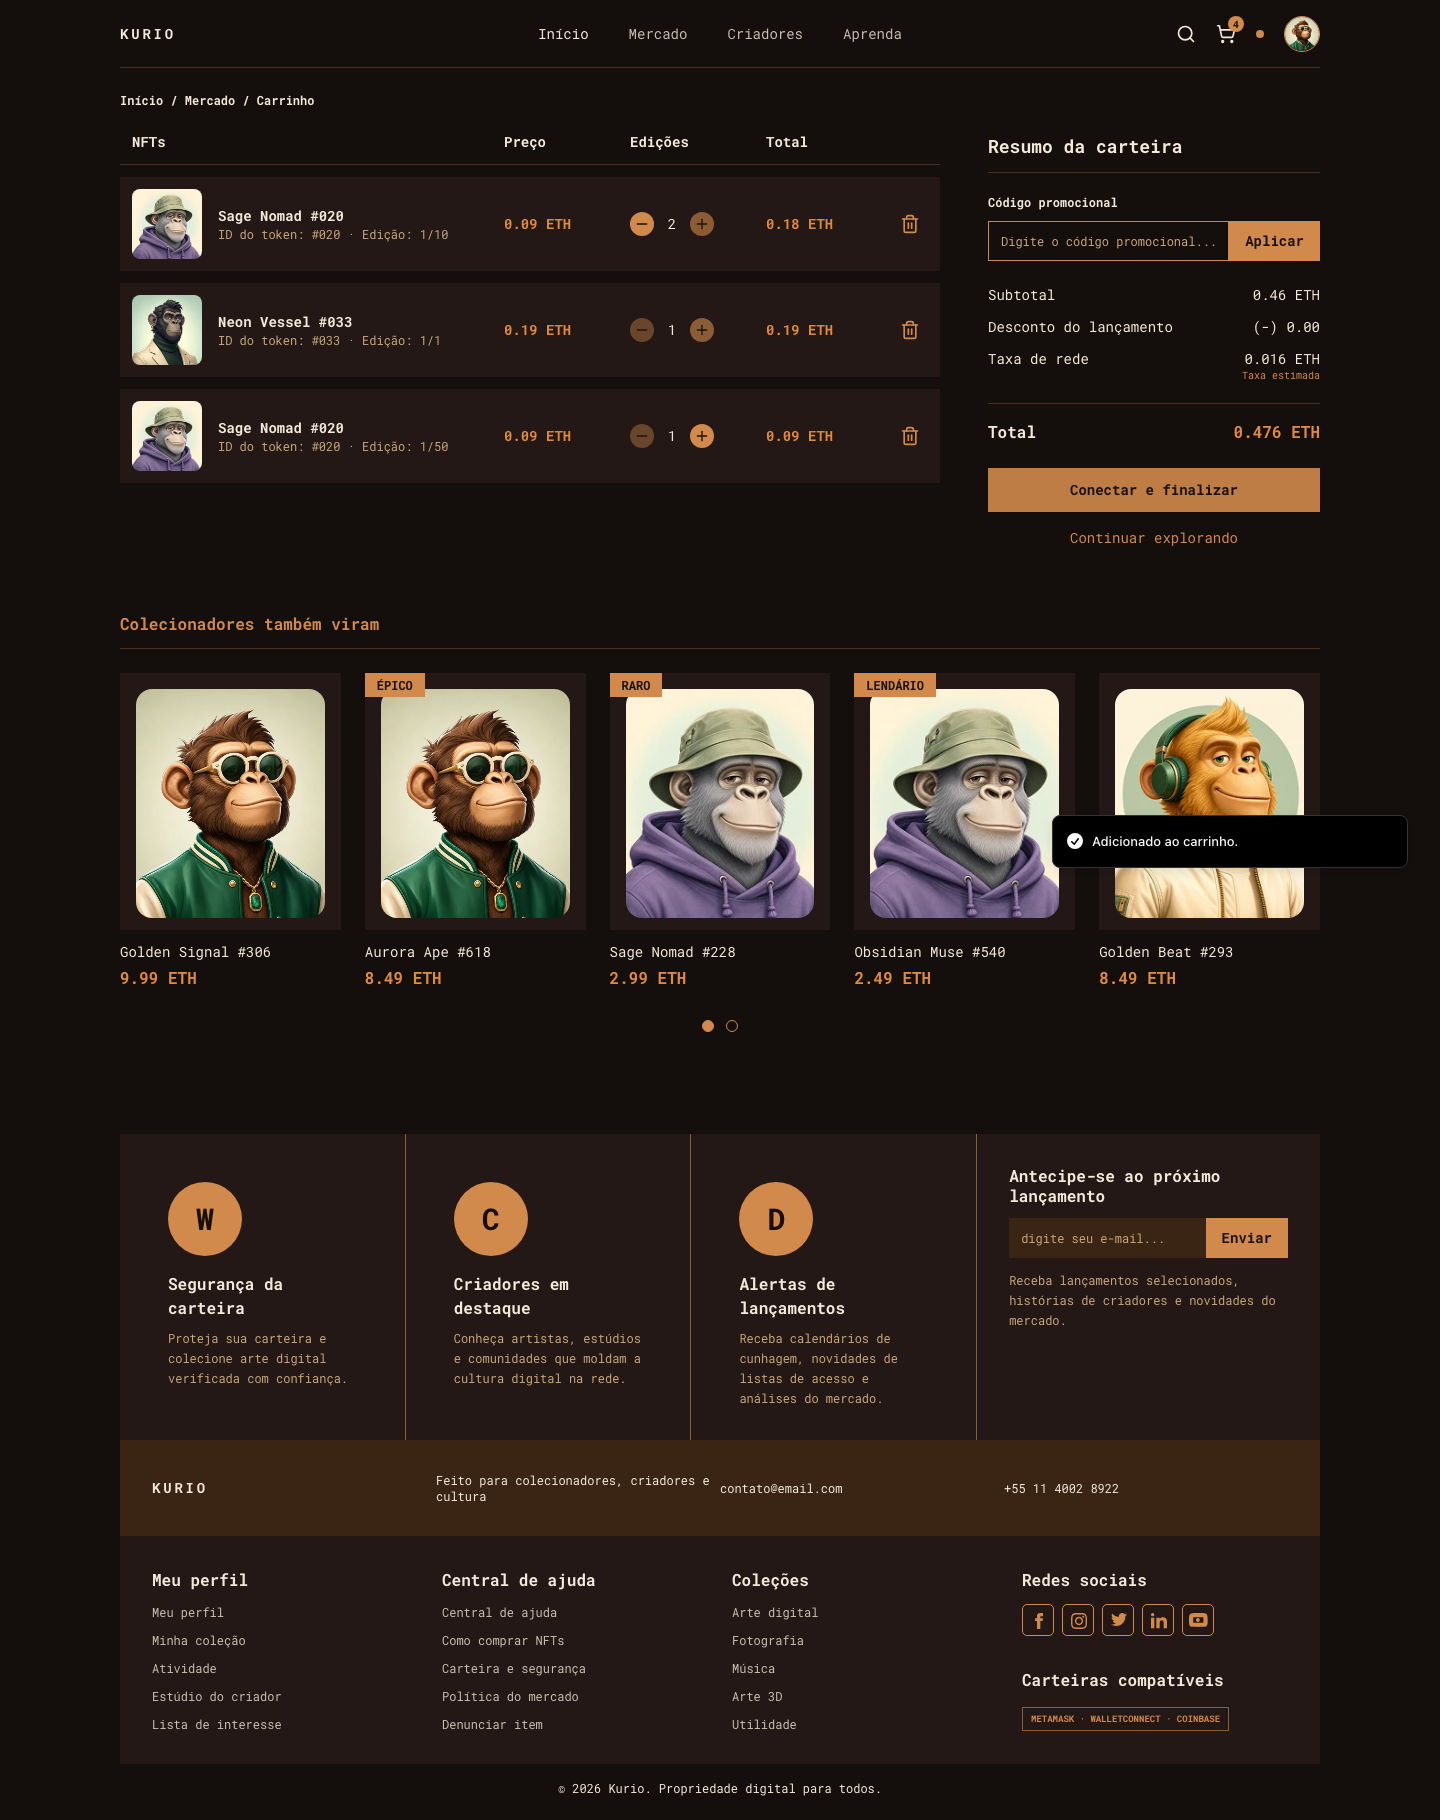 KURIO
Início
Mercado
Criadores
Aprenda
4
Início / Mercado / Carrinho
NFTs
Preço
Edições
Total
Sage Nomad #020
ID do token: #020 · Edição: 1/10
0.09 ETH
2
0.18 ETH
Neon Vessel #033
ID do token: #033 · Edição: 1/1
0.19 ETH
1
0.19 ETH
Sage Nomad #020
ID do token: #020 · Edição: 1/50
0.09 ETH
1
0.09 ETH
Resumo da carteira
Código promocional
Digite o código promocional...
Aplicar
Subtotal
0.46 ETH
Desconto do lançamento
(-) 0.00
Taxa de rede
0.016 ETH
Taxa estimada
Total
0.476 ETH
Conectar e finalizar
Continuar explorando
Colecionadores também viram
ÉPICO
RARO
LENDÁRIO
Adicionado ao carrinho.
Golden Signal #306
9.99 ETH
Aurora Ape #618
8.49 ETH
Sage Nomad #228
2.99 ETH
Obsidian Muse #540
2.49 ETH
Golden Beat #293
8.49 ETH
W
Segurança da
carteira
Proteja sua carteira e
colecione arte digital
verificada com confiança.
C
Criadores em
destaque
Conheça artistas, estúdios
e comunidades que moldam a
cultura digital na rede.
D
Alertas de
lançamentos
Receba calendários de
cunhagem, novidades de
listas de acesso e
análises do mercado.
Antecipe-se ao próximo
lançamento
digite seu e-mail...
Enviar
Receba lançamentos selecionados,
histórias de criadores e novidades do
mercado.
KURIO
Feito para colecionadores, criadores e
cultura
contato@email.com
+55 11 4002 8922
Meu perfil
Meu perfil
Minha coleção
Atividade
Estúdio do criador
Lista de interesse
Central de ajuda
Central de ajuda
Como comprar NFTs
Carteira e segurança
Política do mercado
Denunciar item
Coleções
Arte digital
Fotografia
Música
Arte 3D
Utilidade
Redes sociais
Carteiras compatíveis
METAMASK · WALLETCONNECT · COINBASE
© 2026 Kurio. Propriedade digital para todos.